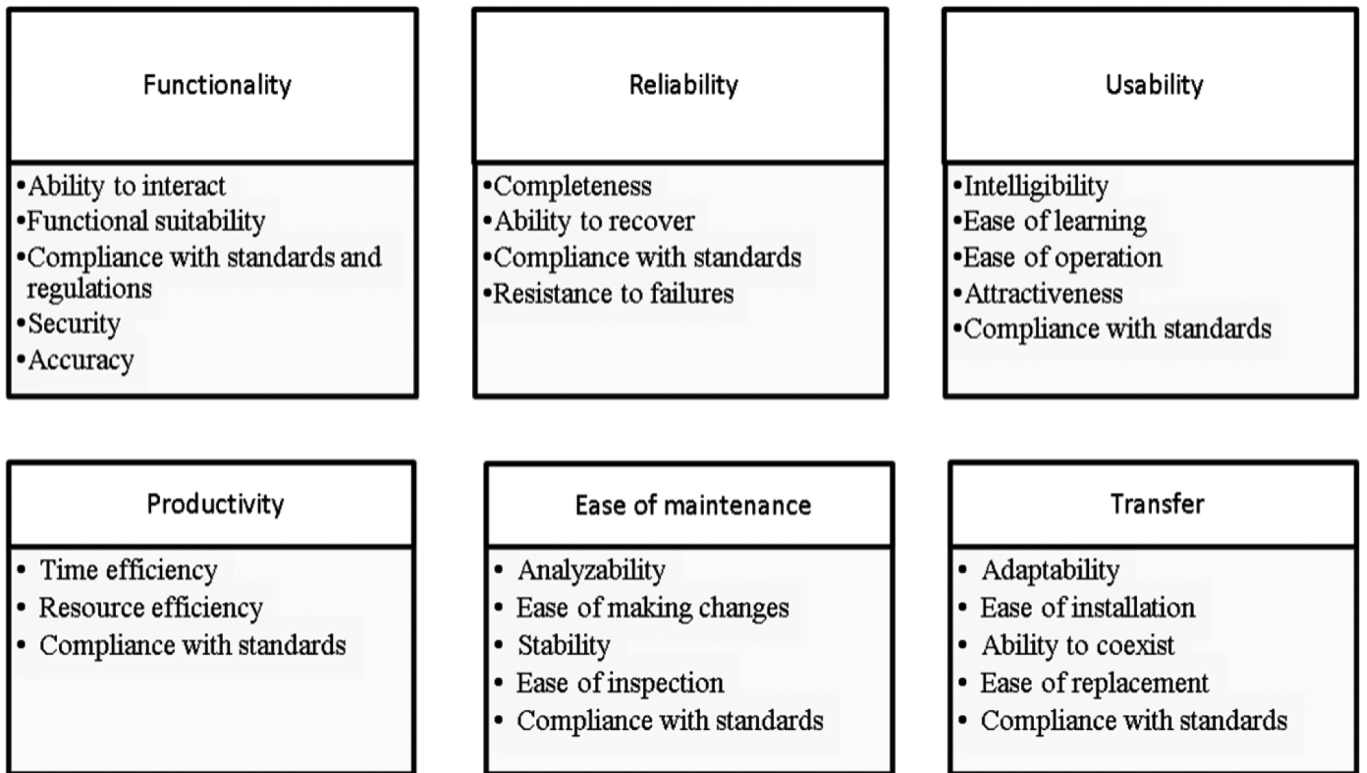 Functionality
•Ability to interact
•Functional suitability
•Compliance with standards and
regulations
•Security
•Accuracy
Reliability
•Completeness
•Ability to recover
•Compliance with standards
•Resistance to failures
Usability
•Intelligibility
•Ease of learning
•Ease of operation
•Attractiveness
•Compliance with standards
Productivity
• Time efficiency
• Resource efficiency
• Compliance with standards
Ease of maintenance
• Analyzability
• Ease of making changes
• Stability
• Ease of inspection
• Compliance with standards
Transfer
• Adaptability
• Ease of installation
• Ability to coexist
• Ease of replacement
• Compliance with standards